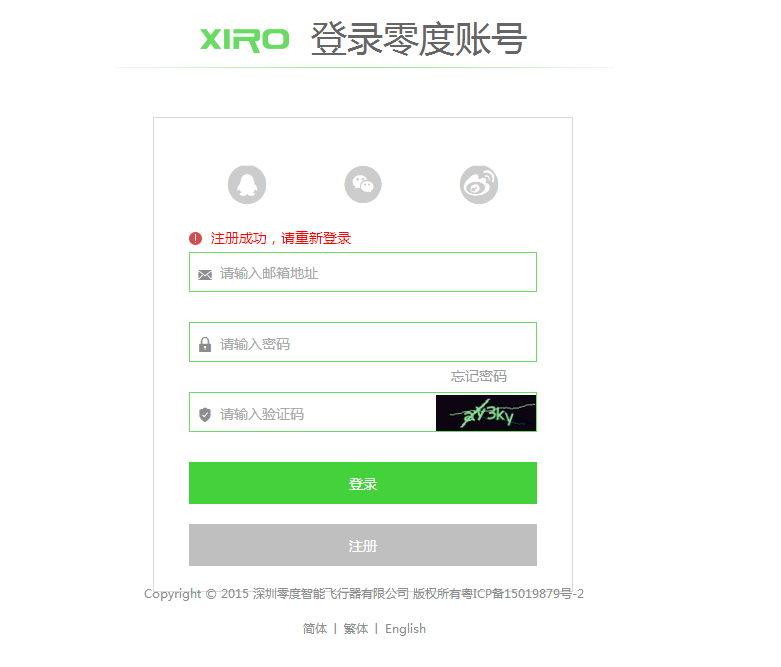 XIRO 登录零度账号
注册成功，请重新登录
请输入邮箱地址
请输入密码
忘记密码
请输入验证码
登录
注册
Copyright © 2015 深圳零度智能飞行器有限公司 版权所有粤ICP备15019879号-2
简体 | 繁体 | English